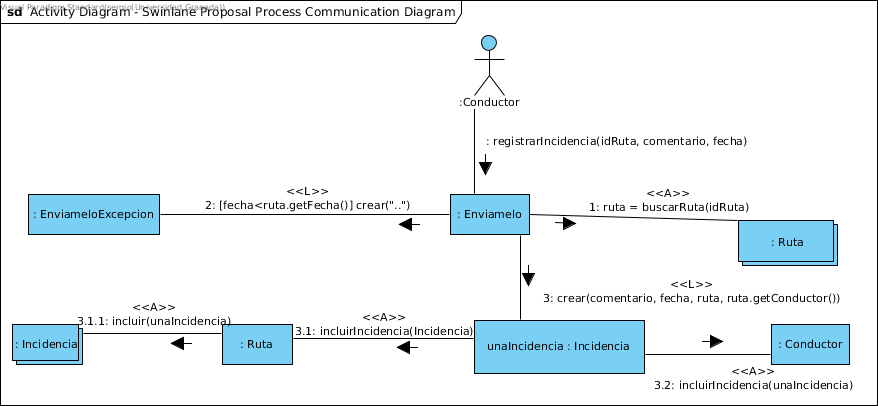 Visual Paradigm Standard(sergio(Universidad Granada))
sd Activity Diagram - Swinlane Proposal Process Communication Diagram
:Conductor
: registrarIncidencia(idRuta, comentario, fecha)
<<L>>
2: [fecha<ruta.getFecha()] crear("..")
<<A>>
1: ruta = buscarRuta(idRuta)
: EnviameloExcepcion
: Enviamelo
: Ruta
<<L>>
3: crear(comentario, fecha, ruta, ruta.getConductor())
<<A>>
3.1.1: incluir(unaIncidencia)
<<A>>
3.1: incluirIncidencia(Incidencia)
: Incidencia
: Ruta
unaIncidencia : Incidencia
: Conductor
<<A>>
3.2: incluirIncidencia(unaIncidencia)